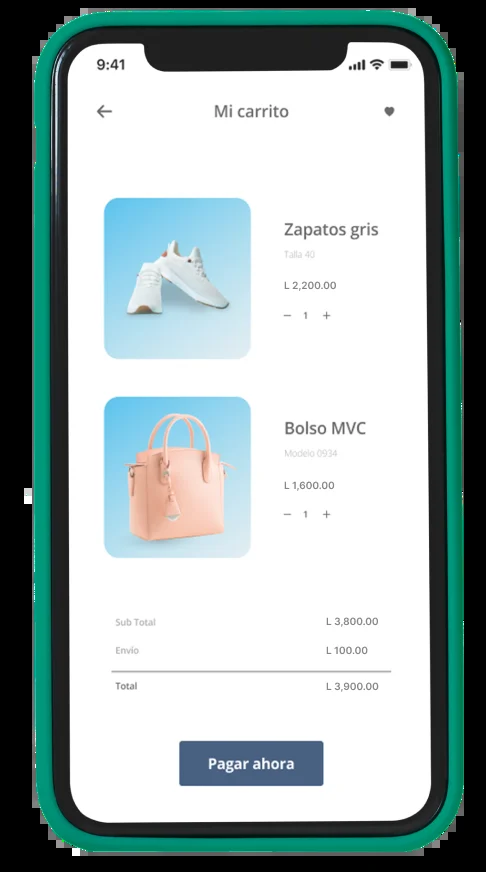 9:41
Mi carrito
Zapatos gris
Talla 40
L 2,200.00
− 1 +
Bolso MVC
Modelo 0934
L 1,600.00
− 1 +
Sub Total L 3,800.00
Envio L 100.00
Total L 3,900.00
Pagar ahora